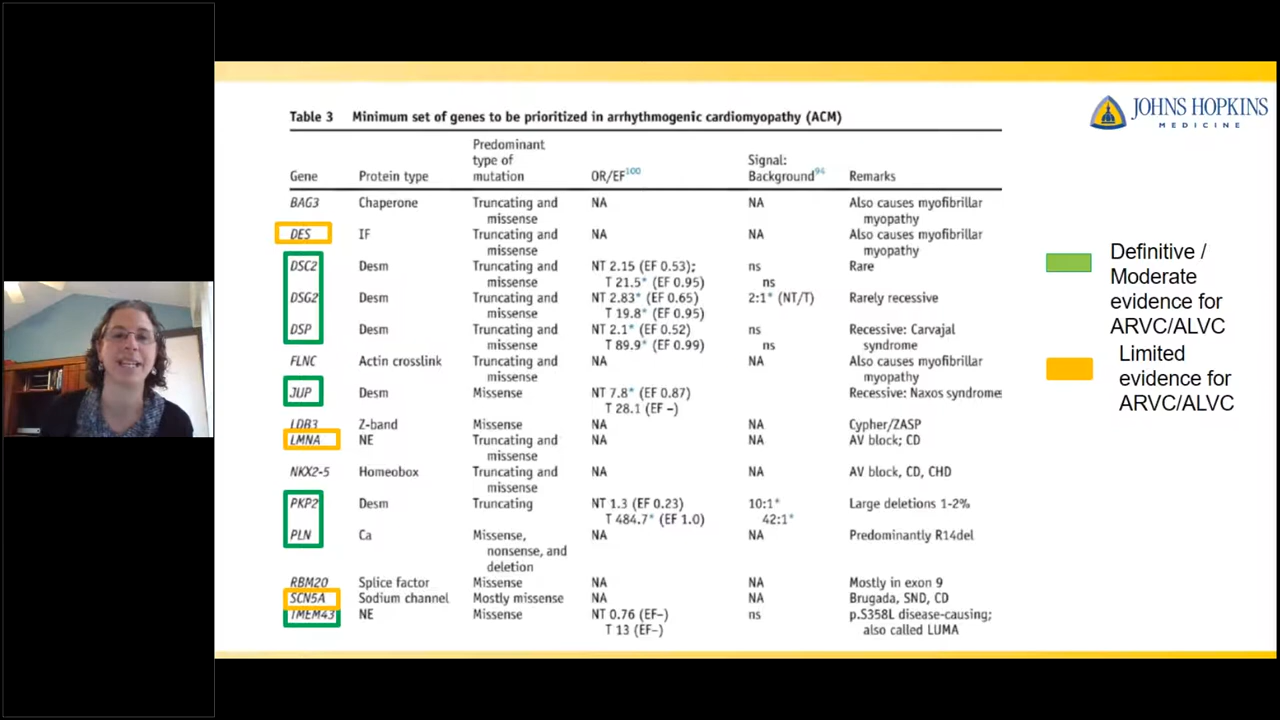 JOHNS HOPKINS
MEDICINE
Table 3 Minimum set of genes to be prioritized in arrhythmogenic cardiomyopathy (ACM)
Gene Protein type Predominant type of mutation OR/EF100 Signal: Background94 Remarks
BAG3 Chaperone Truncating and missense NA NA Also causes myofibrillar myopathy
DES IF Truncating and missense NA NA Also causes myofibrillar myopathy
DSC2 Desm Truncating and missense NT 2.15 (EF 0.53); T 21.5* (EF 0.95) ns ns Rare
DSG2 Desm Truncating and missense NT 2.83* (EF 0.65) T 19.8* (EF 0.95) 2:1* (NT/T) Rarely recessive
DSP Desm Truncating and missense NT 2.1* (EF 0.52) T 89.9* (EF 0.99) ns ns Recessive: Carvajal syndrome
FLNC Actin crosslink Truncating and missense NA NA Also causes myofibrillar myopathy
JUP Desm Missense NT 7.8* (EF 0.87) T 28.1 (EF –) Recessive: Naxos syndrome
LDB3 Z-band Missense NA NA Cypher/ZASP
LMNA NE Truncating and missense NA NA AV block; CD
NKX2-5 Homeobox Truncating and missense NA NA AV block, CD, CHD
PKP2 Desm Truncating NT 1.3 (EF 0.23) T 484.7* (EF 1.0) 10:1* 42:1* Large deletions 1-2%
PLN Ca Missense, nonsense, and deletion NA NA Predominantly R14del
RBM20 Splice factor Missense NA NA Mostly in exon 9
SCN5A Sodium channel Mostly missense NA NA Brugada, SND, CD
TMEM43 NE Missense NT 0.76 (EF–) T 13 (EF–) ns p.S358L disease-causing; also called LUMA
Definitive /
Moderate
evidence for
ARVC/ALVC
Limited
evidence for
ARVC/ALVC